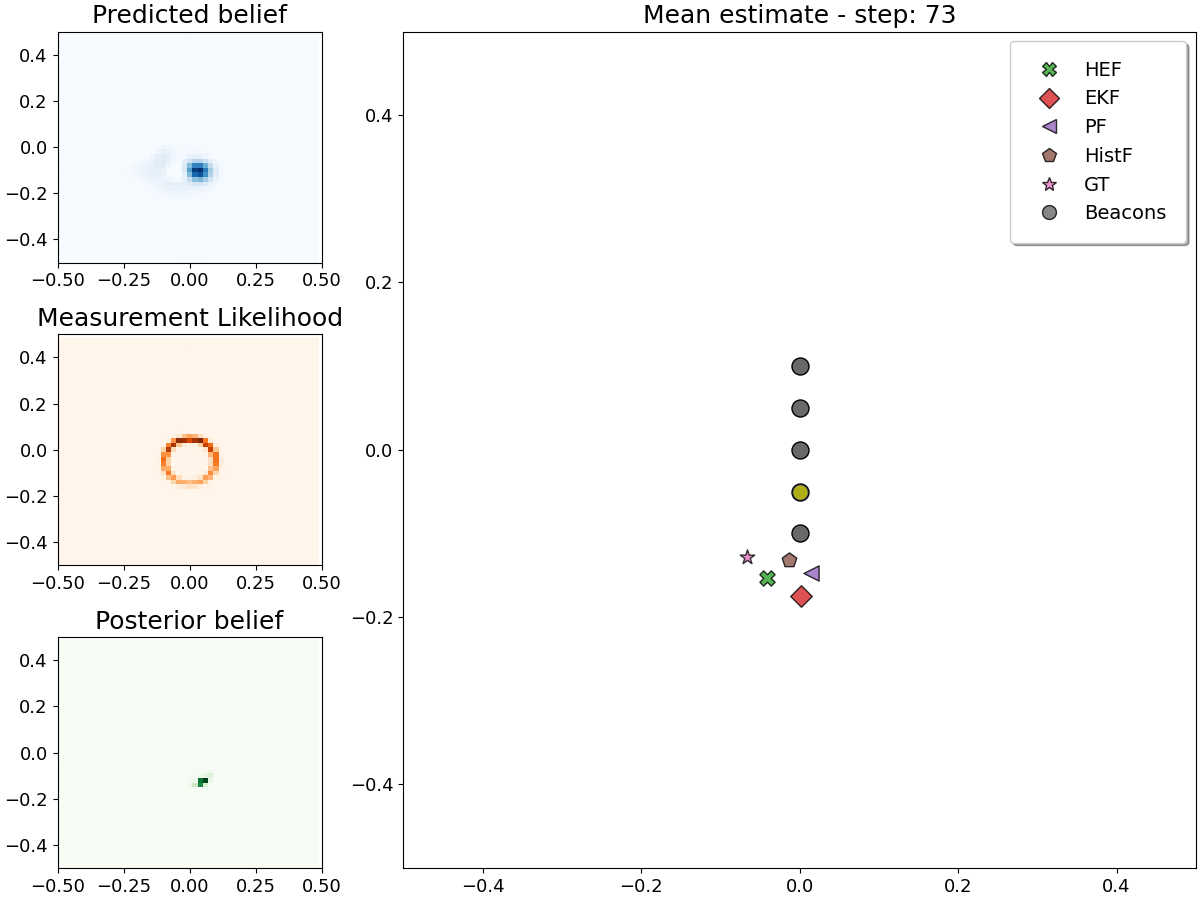 Predicted belief
0.4
0.2
0.0
−0.2
−0.4
−0.50 −0.25 0.00 0.25 0.50
Measurement Likelihood
0.4
0.2
0.0
−0.2
−0.4
−0.50 −0.25 0.00 0.25 0.50
Posterior belief
0.4
0.2
0.0
−0.2
−0.4
−0.50 −0.25 0.00 0.25 0.50
Mean estimate - step: 73
HEF
EKF
PF
HistF
GT
Beacons
0.4
0.2
0.0
−0.2
−0.4
−0.4 −0.2 0.0 0.2 0.4